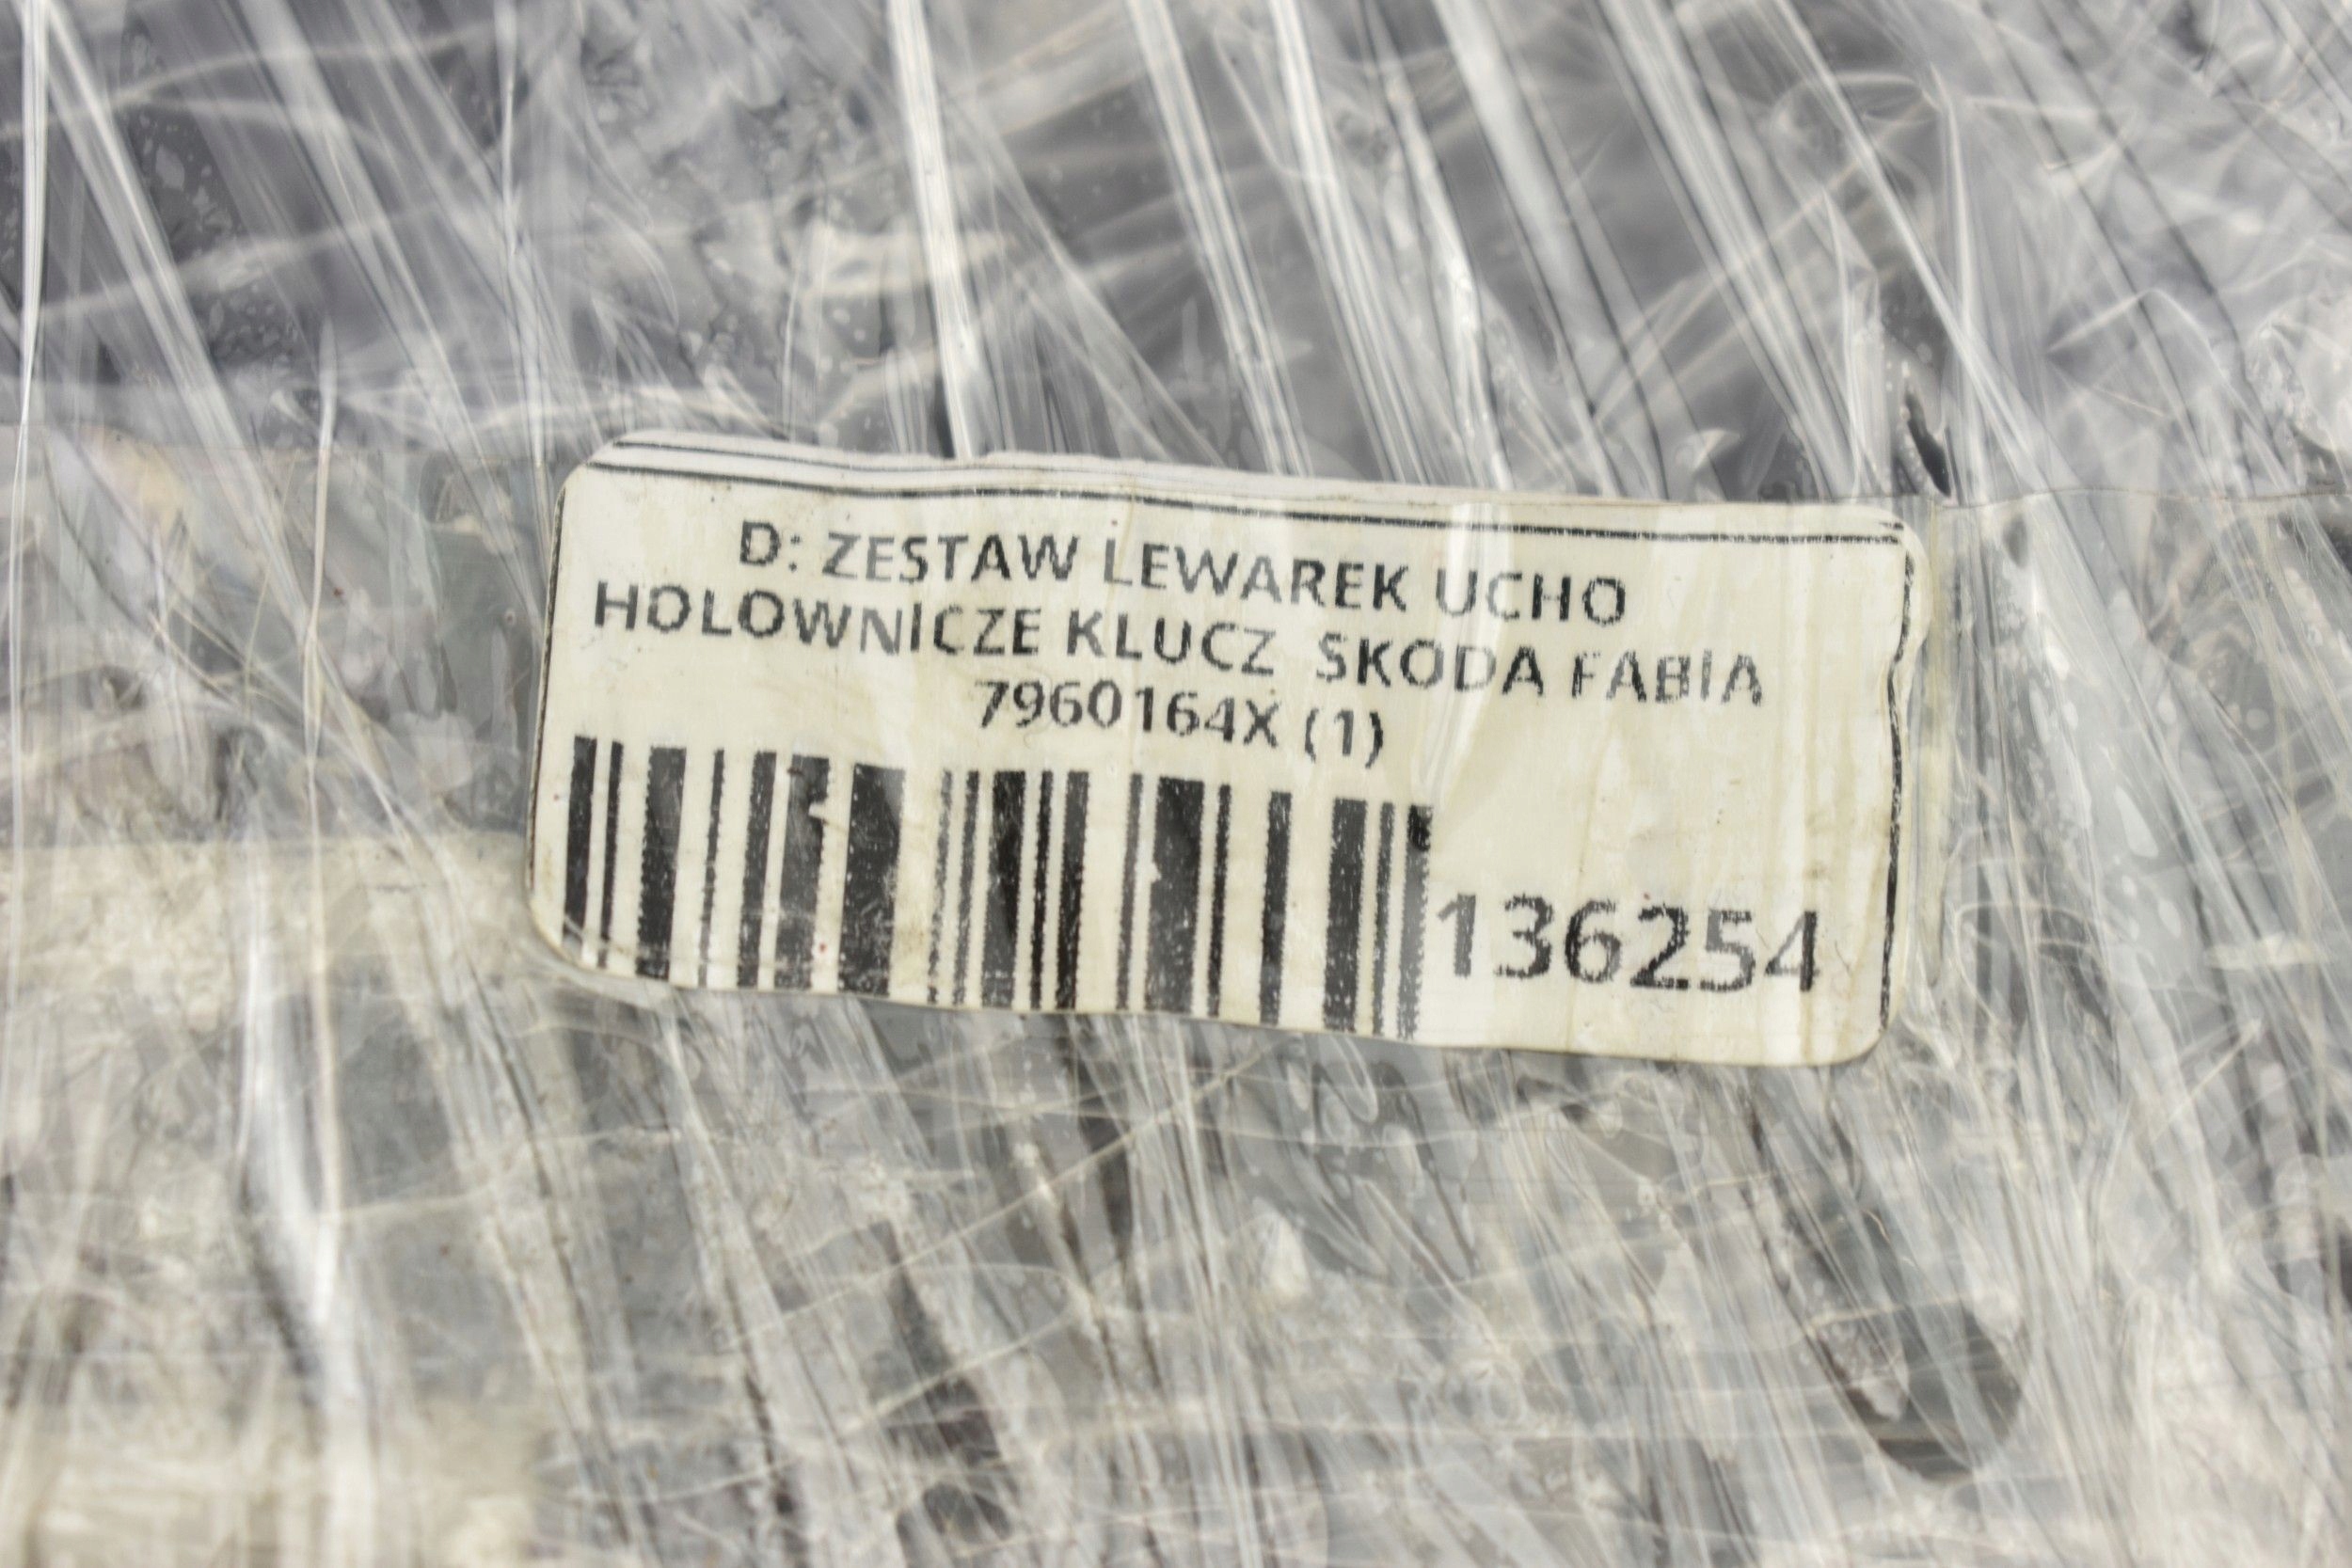 D: ZESTAW LEWAREK UCHO
HOLOWNICZE KLUCZ SKODA FABIA
7960164X (1)
136254